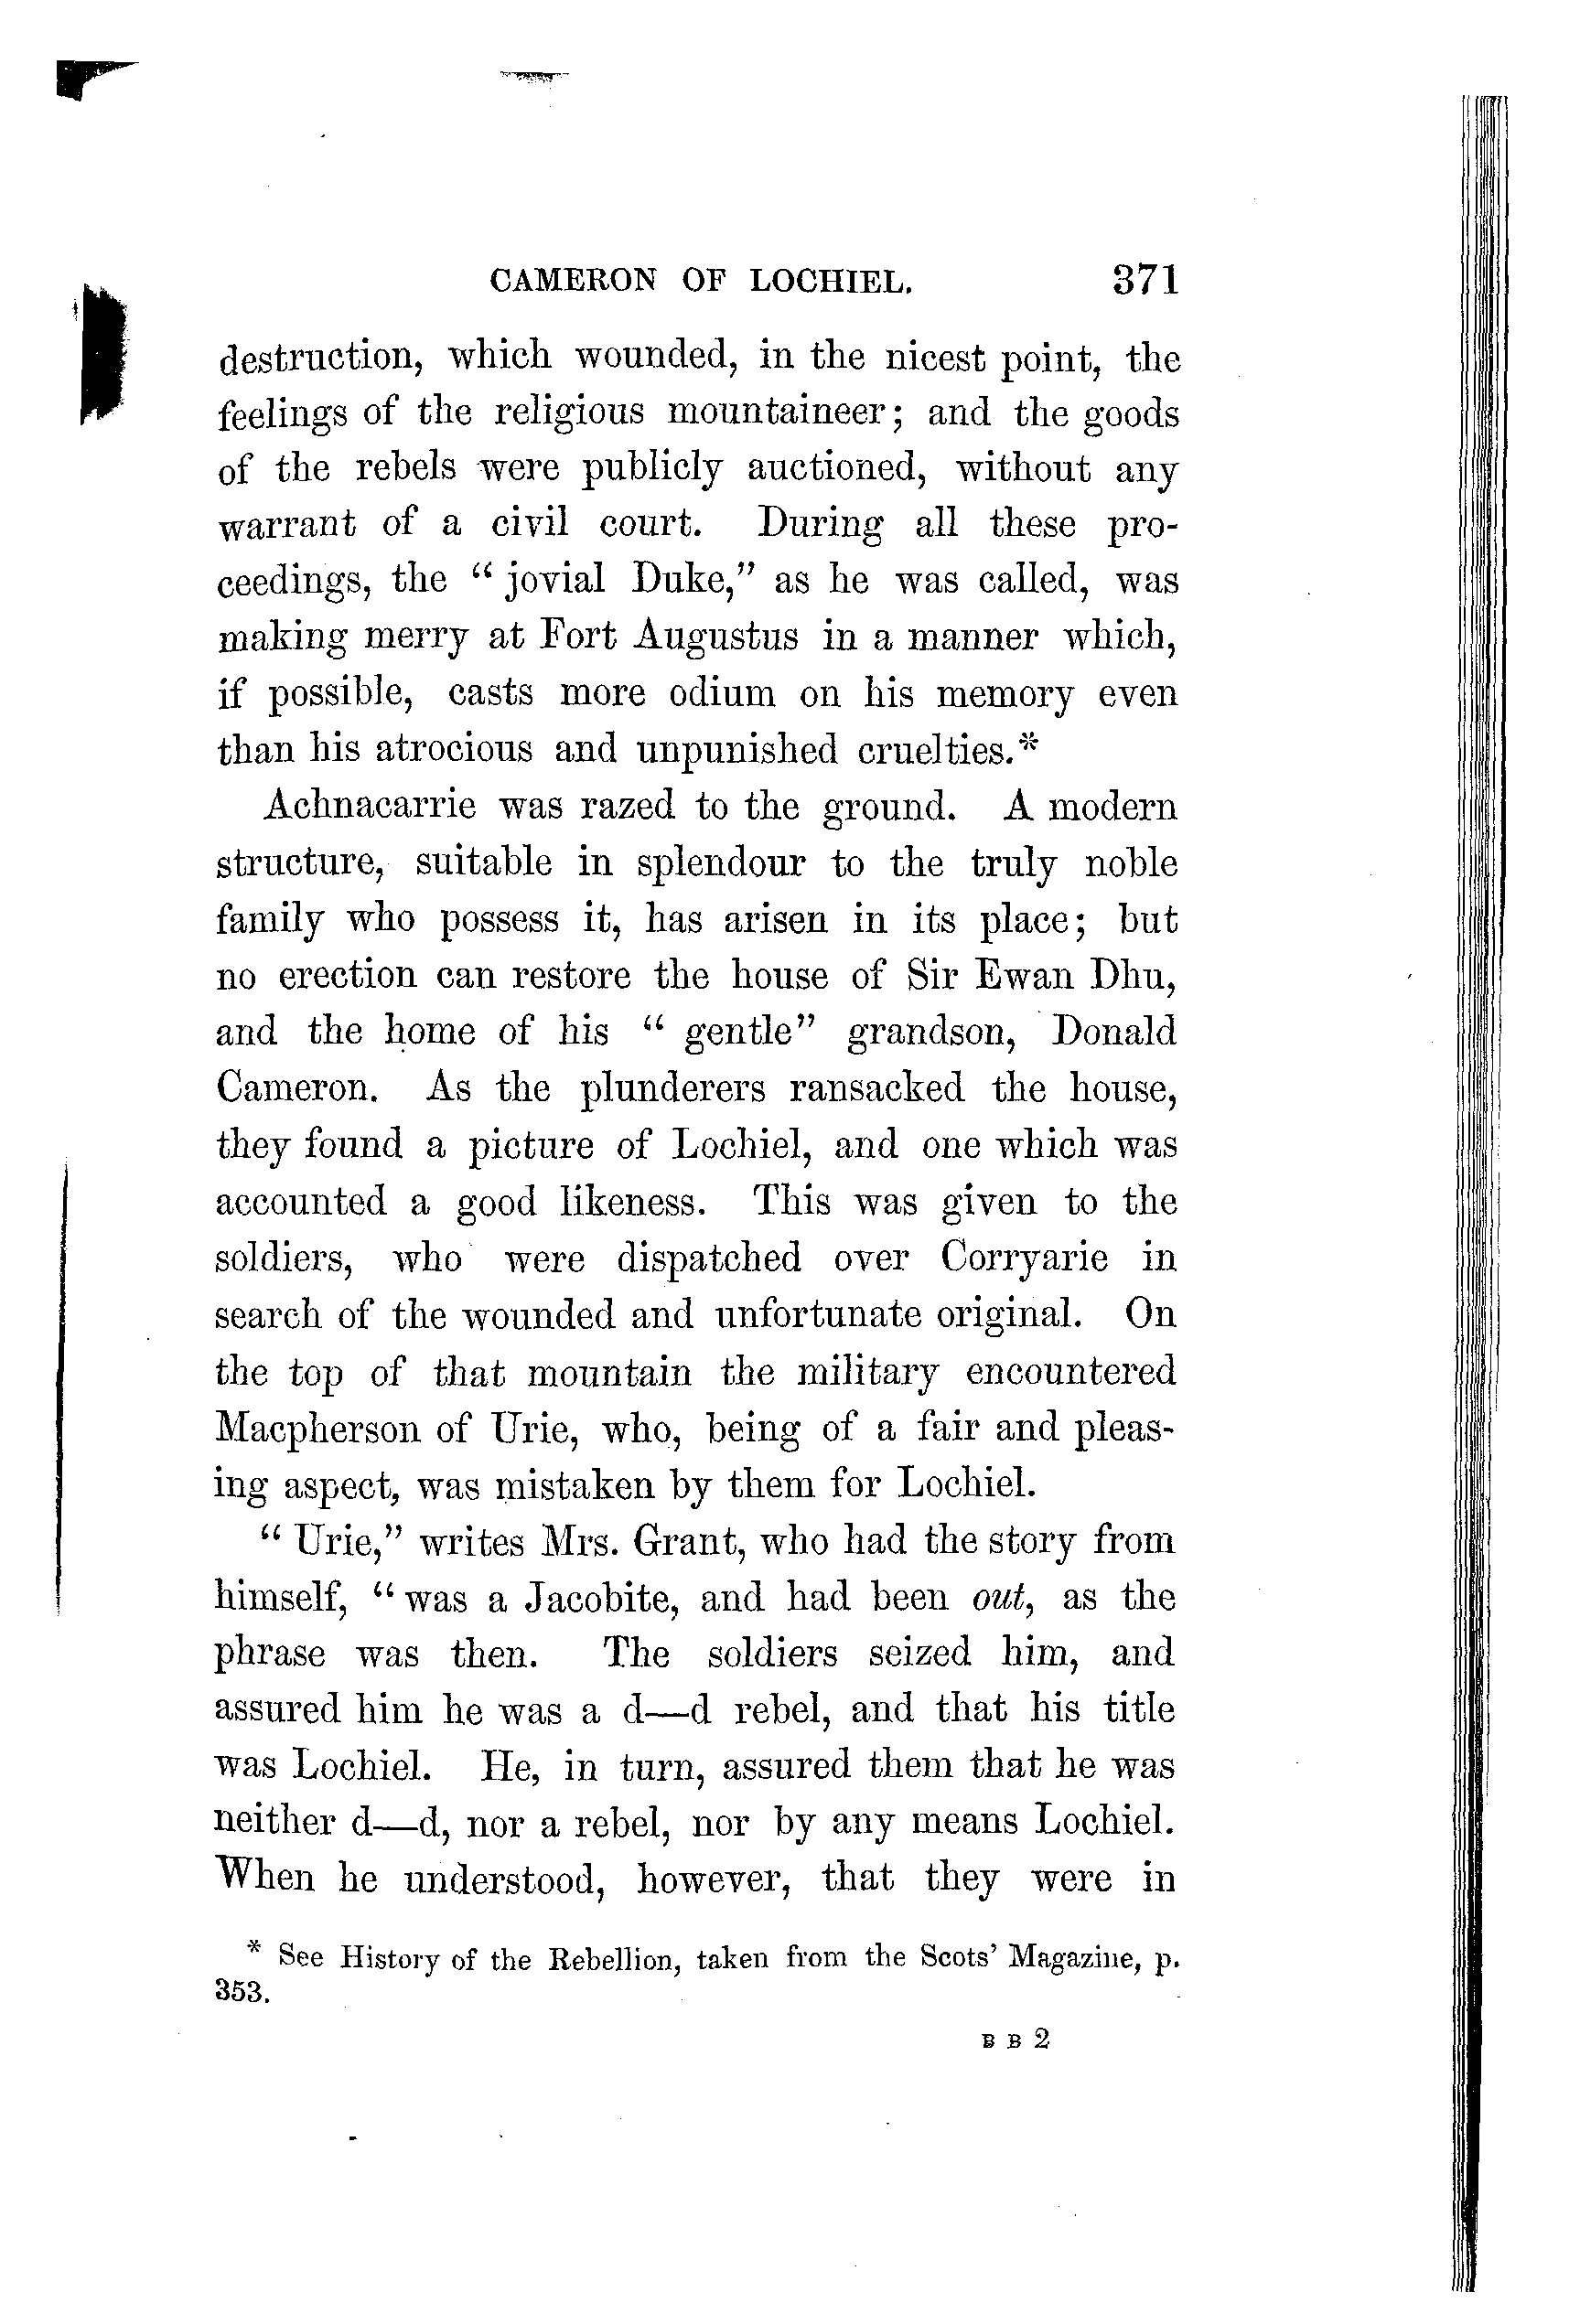 CAMERON OF LOCHIEL. 371
destruction, which wounded, in the nicest point, the
feelings of the religious mountaineer; and the goods
of the rebels were publicly auctioned, without any
warrant of a civil court. During all these pro-
ceedings, the “jovial Duke,” as he was called, was
making merry at Fort Augustus in a manner which,
if possible, casts more odium on his memory even
than his atrocious and unpunished cruelties.*
Achnacarrie was razed to the ground. A modern
structure, suitable in splendour to the truly noble
family who possess it, has arisen in its place; but
no erection can restore the house of Sir Ewan Dhu,
and the home of his “ gentle” grandson, Donald
Cameron. As the plunderers ransacked the house,
they found a picture of Lochiel, and one which was
accounted a good likeness. This was given to the
soldiers, who were dispatched over Corryarie in
search of the wounded and unfortunate original. On
the top of that mountain the military encountered
Macpherson of Urie, who, being of a fair and pleas-
ing aspect, was mistaken by them for Lochiel.
“ Urie,” writes Mrs. Grant, who had the story from
himself, “was a Jacobite, and had been out, as the
phrase was then. The soldiers seized him, and
assured him he was a d—d rebel, and that his title
was Lochiel. He, in turn, assured them that he was
neither d—d, nor a rebel, nor by any means Lochiel.
When he understood, however, that they were in
* See History of the Rebellion, taken from the Scots’ Magazine, p.
353.
B B 2